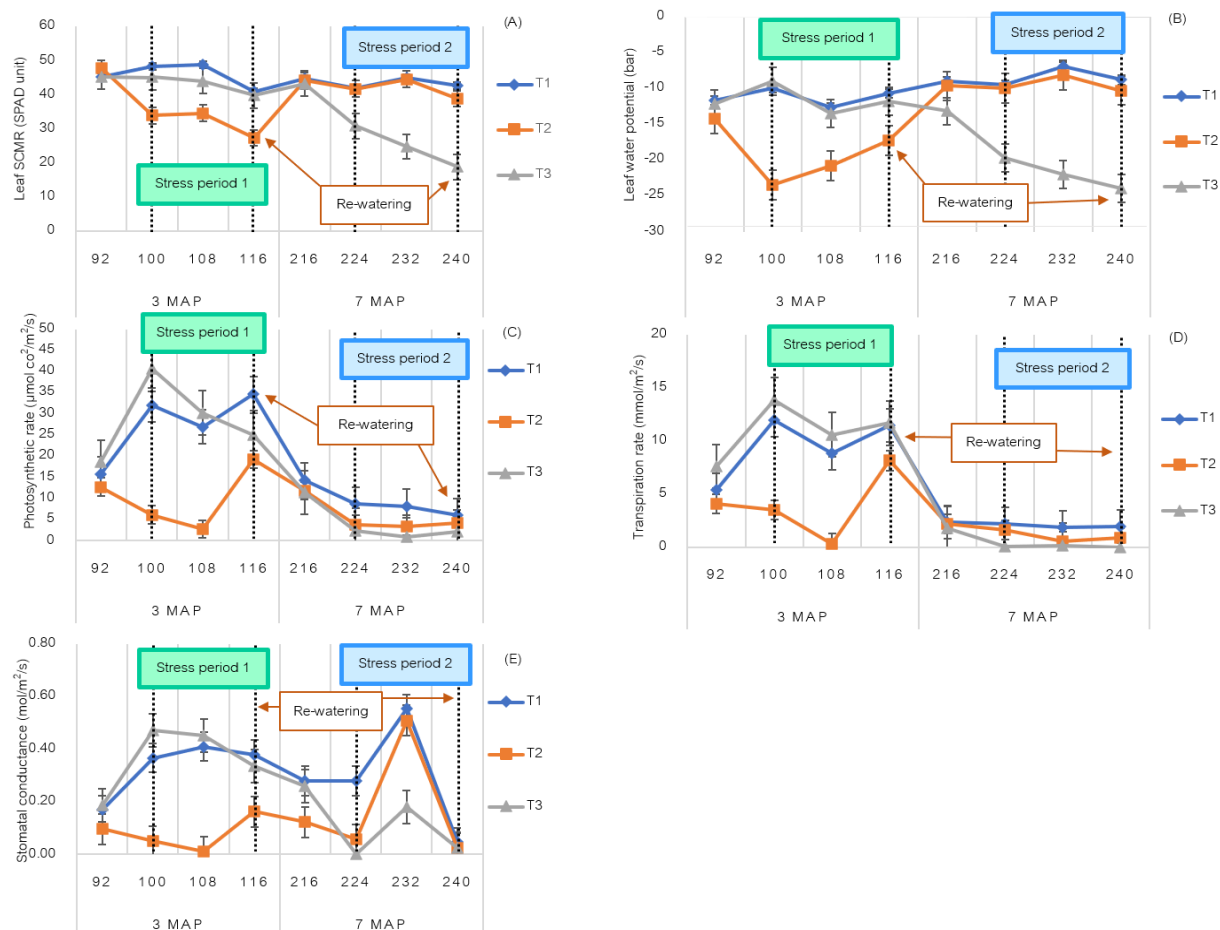 (A)
Leaf SCMR (SPAD unit)
60
50
40
30
20
10
0
Stress period 1
Stress period 2
Re-watering
T1
T2
T3
92 100 108 116 216 224 232 240
3 MAP 7 MAP
(B)
Leaf water potential (bar)
0
-5
-10
-15
-20
-25
-30
Stress period 1
Stress period 2
Re-watering
T1
T2
T3
92 100 108 116 216 224 232 240
3 MAP 7 MAP
(C)
Photosynthetic rate (µmol co²/m²/s)
50
45
40
35
30
25
20
15
10
5
0
Stress period 1
Stress period 2
Re-watering
T1
T2
T3
92 100 108 116 216 224 232 240
3 MAP 7 MAP
(D)
Transpiration rate (mmol/m²/s)
20
15
10
5
0
Stress period 1
Stress period 2
Re-watering
T1
T2
T3
92 100 108 116 216 224 232 240
3 MAP 7 MAP
(E)
Stomatal conductance (mol/m²/s)
0.80
0.60
0.40
0.20
0.00
Stress period 1
Stress period 2
Re-watering
T1
T2
T3
92 100 108 116 216 224 232 240
3 MAP 7 MAP